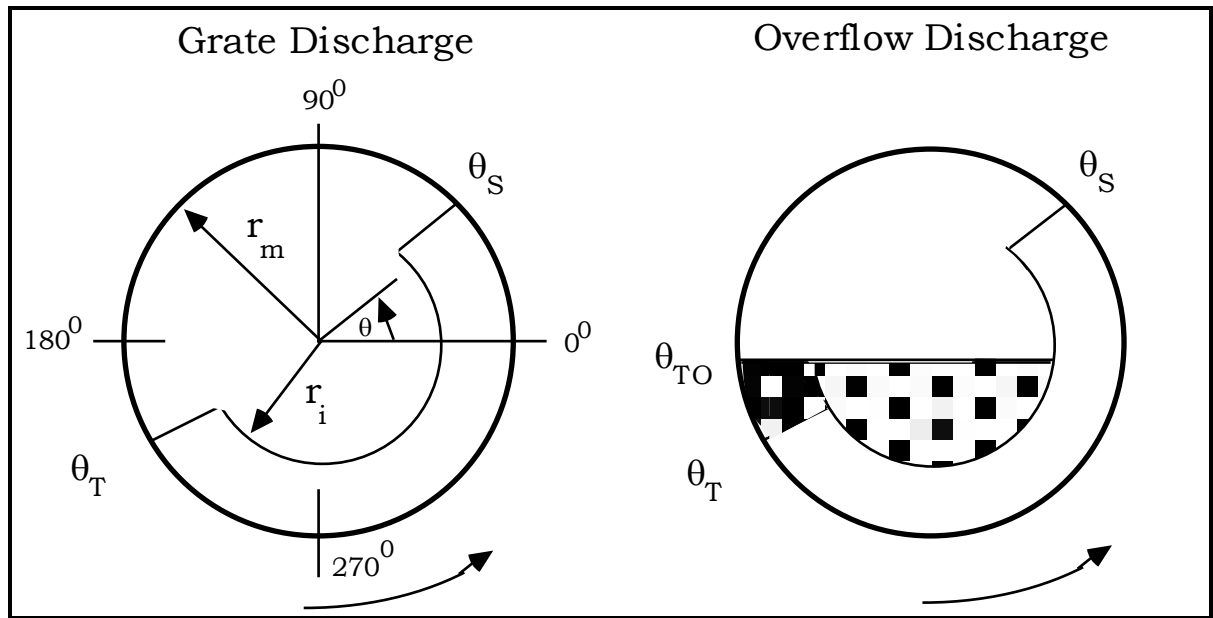 Grate Discharge
90⁰
θS
rm
θ
180⁰
0⁰
ri
θT
270⁰
Overflow Discharge
θS
θTO
θT